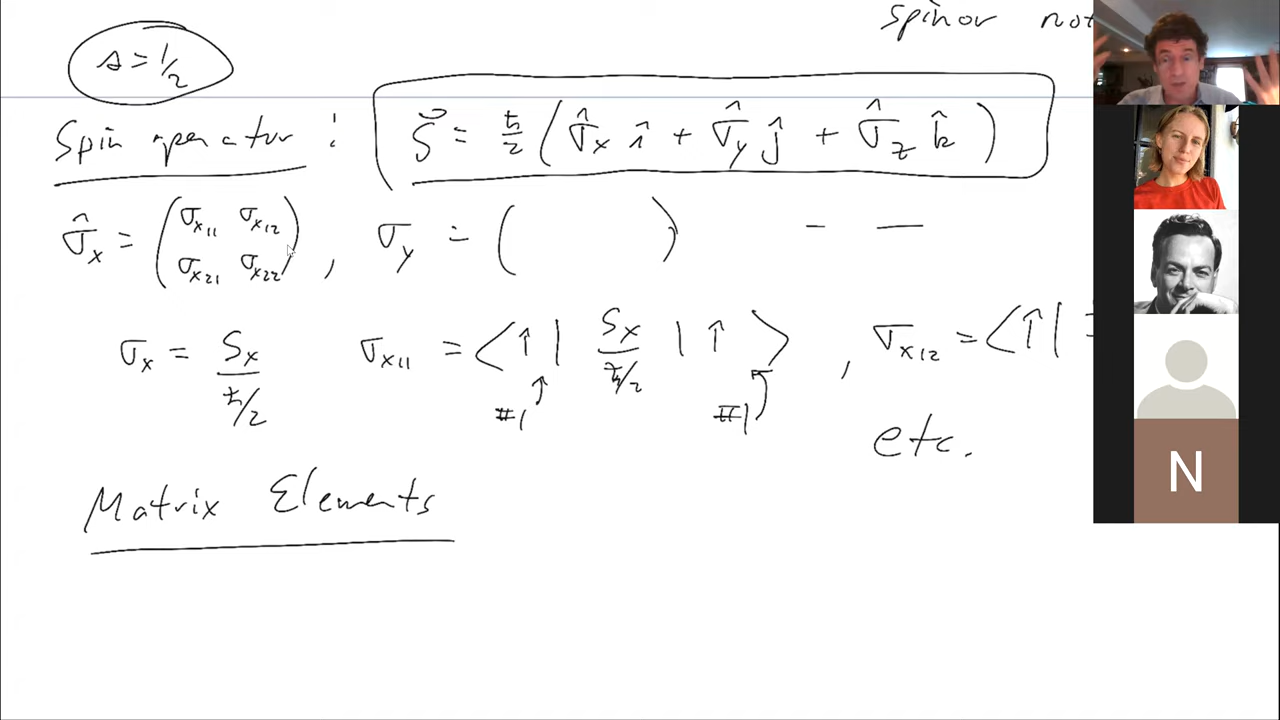 spinor not
s = 1/2
Spin operator : S⃗ = ħ/2 ( σ̂x î + σ̂y ĵ + σ̂z k̂ )
σ̂x = ( σx11 σx12 σx21 σx22 ) , σy = ( ) – —
σx = Sx / ħ/2 σx11 = <↑| Sx / ħ/2 |↑> , σx12 = <↑|
#1 #1
etc.
Matrix Elements
N